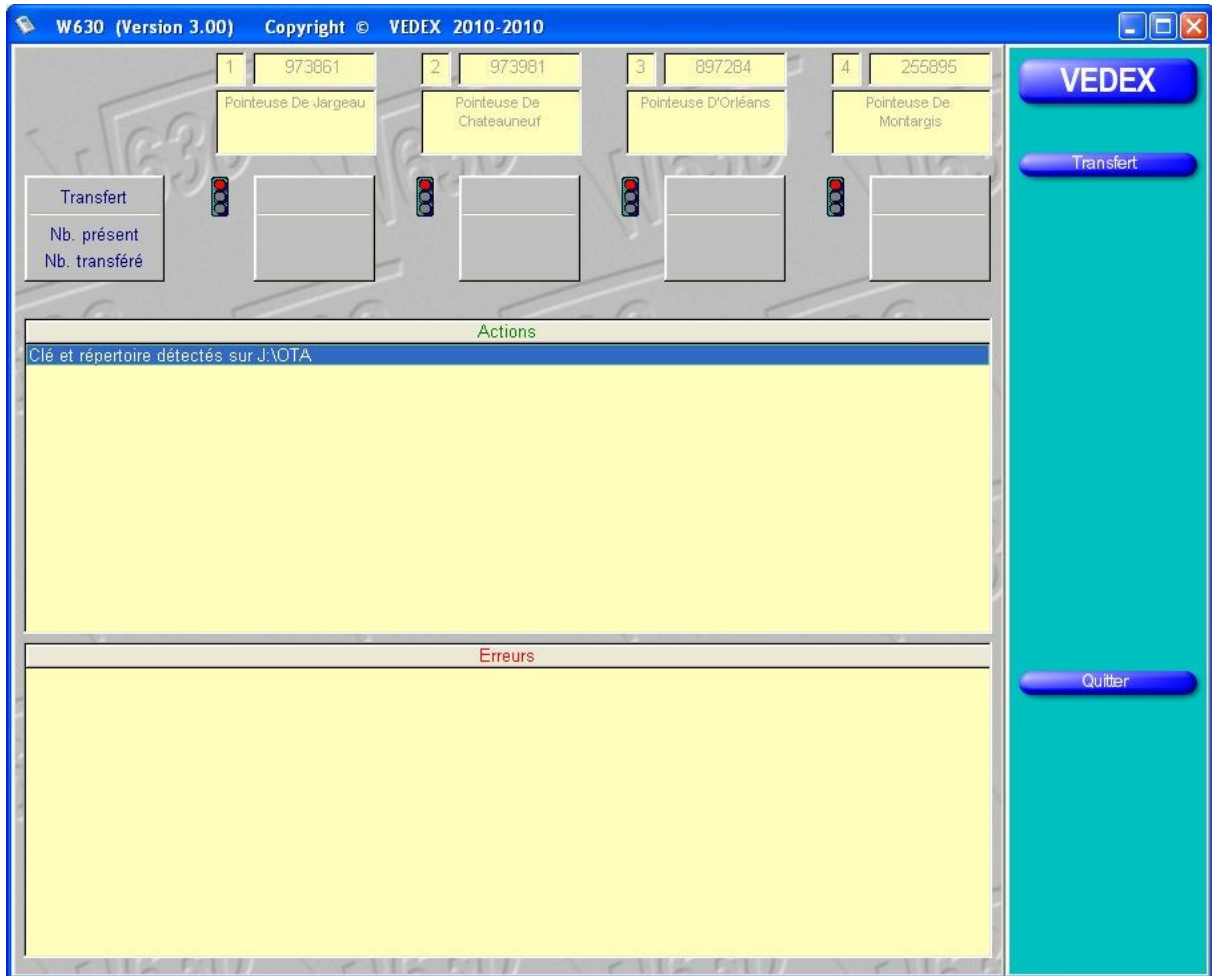 W630 (Version 3.00) Copyright © VEDEX 2010-2010
1 973861 2 973981 3 897284 4 255895
Pointeuse De Jargeau
Pointeuse De
Chateauneuf
Pointeuse D'Orléans
Pointeuse De
Montargis
VEDEX
Transfert
Transfert
Nb. présent
Nb. transféré
Actions
Clé et répertoire détectés sur J:\OTA
Erreurs
Quitter